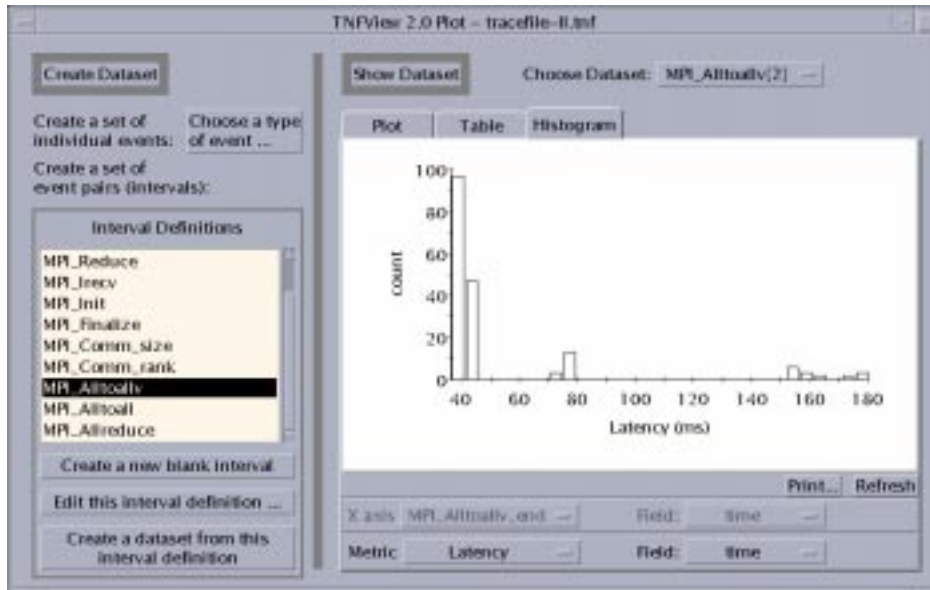 TNFView 2.0 Plot – tracefile-II.tnf
Create Dataset
Create a set of
individual events:
Choose a type
of event ...
Create a set of
event pairs (intervals):
Interval Definitions
MPI_Reduce
MPI_Irecv
MPI_Init
MPI_Finalize
MPI_Comm_size
MPI_Comm_rank
MPI_Alltoallv
MPI_Alltoall
MPI_Allreduce
Create a new blank interval
Edit this interval definition ...
Create a dataset from this
interval definition
Show Dataset
Choose Dataset: MPI_Alltoallv[2]
Plot Table Histogram
100
80
60
40
20
0
count
40 60 80 100 120 140 160 180
Latency (ms)
Print... Refresh
X axis MPI_Alltoallv_end Field: time
Metric Latency Field: time